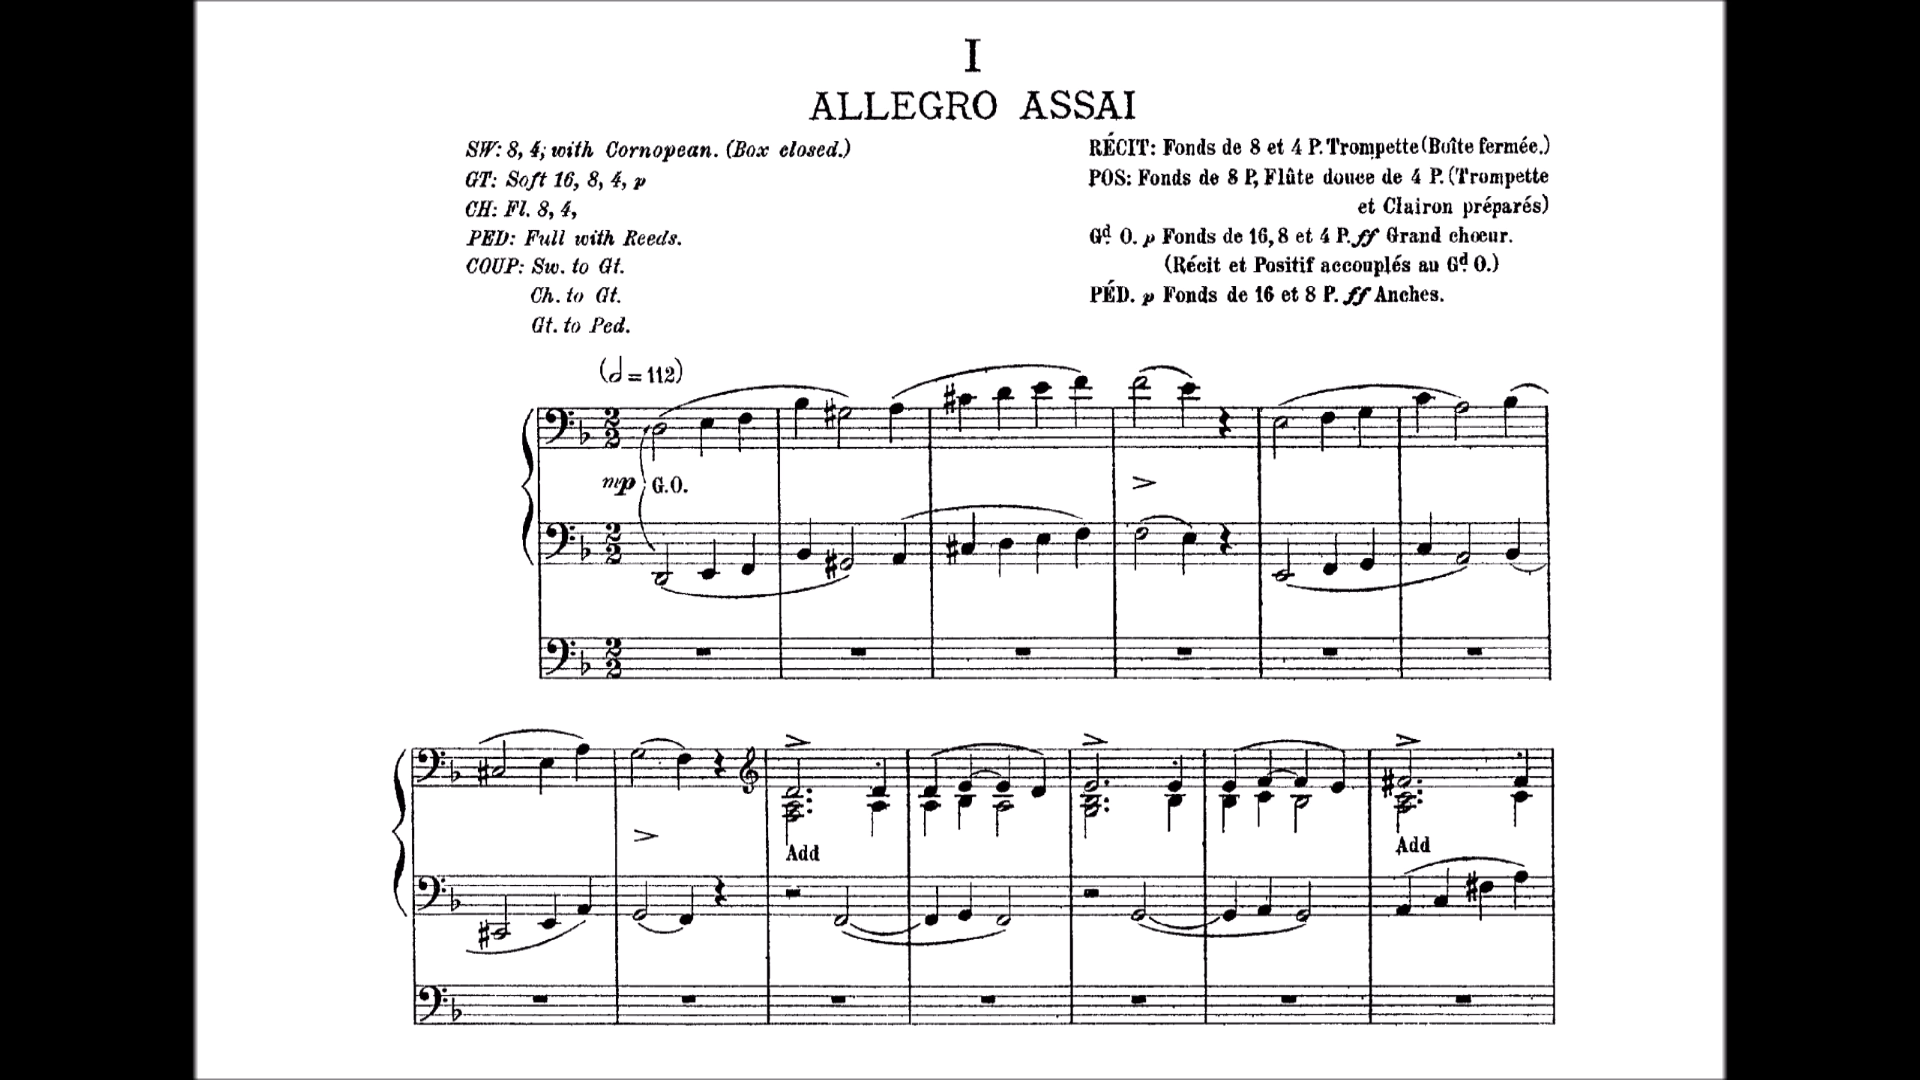 I
ALLEGRO ASSAI
SW: 8, 4; with Cornopean. (Box closed.)
GT: Soft 16, 8, 4, p
CH: Fl. 8, 4,
PED: Full with Reeds.
COUP: Sw. to Gt.
Ch. to Gt.
Gt. to Ped.
RÉCIT: Fonds de 8 et 4 P. Trompette (Boîte fermée.)
POS: Fonds de 8 P, Flûte douce de 4 P. (Trompette
et Clairon préparés)
Gd. O. p Fonds de 16, 8 et 4 P. ff Grand chœur.
(Récit et Positif accouplés au Gd. O.)
PÉD. p Fonds de 16 et 8 P. ff Anches.
(𝅗𝅥 = 112)
mp G.O.
Add
Add